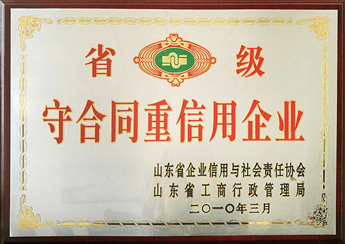 省级
守合同重信用企业
山东省企业信用与社会责任协会
山东省工商行政管理局
二〇一〇年三月